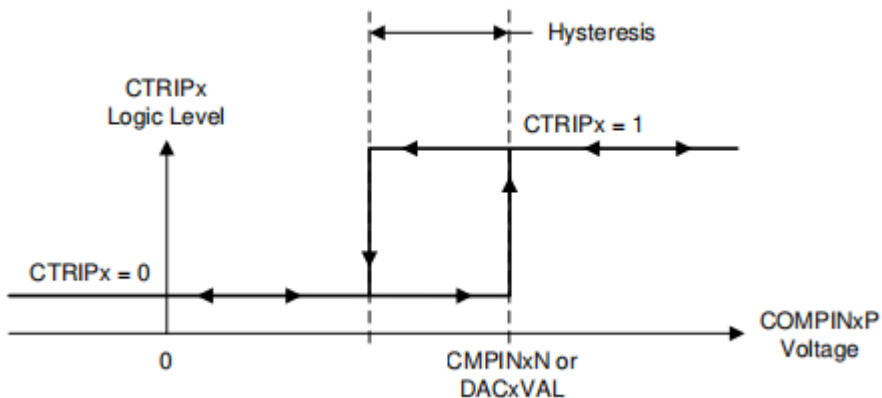 Hysteresis
CTRIPx
Logic Level
CTRIPx = 1
CTRIPx = 0
COMPINxP
Voltage
0
CMPINxN or
DACxVAL